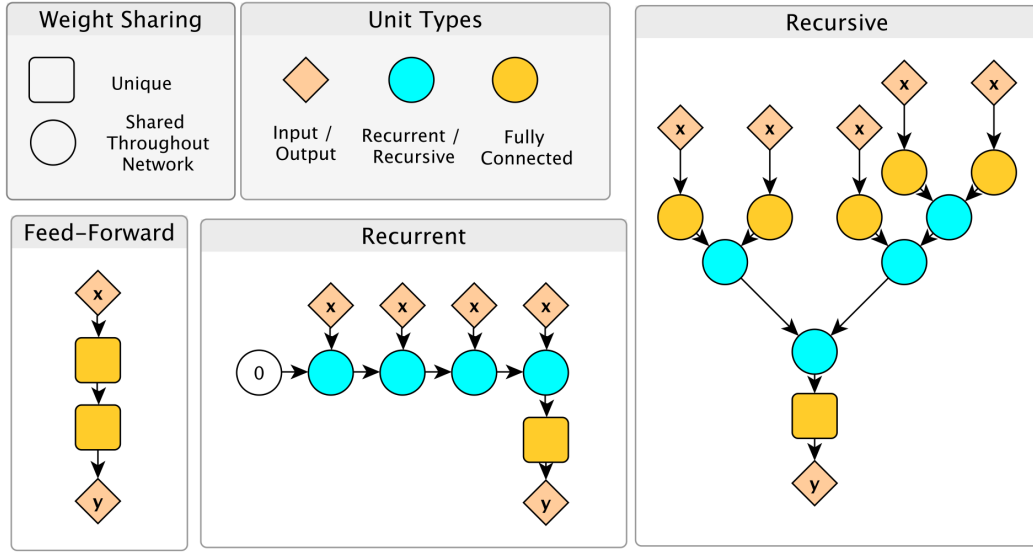 Weight Sharing
Unique
Shared
Throughout
Network
Unit Types
Input /
Output
Recurrent /
Recursive
Fully
Connected
Feed-Forward
x
y
Recurrent
x x x x
0
y
Recursive
x x
x x x
y